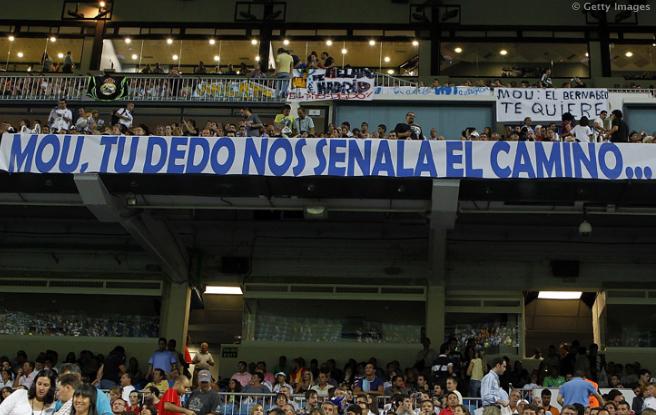 © Getty Images
MOU: EL BERNABEU
TE QUIERE
MADRID
MOU, TU DEDO NOS SEÑALA EL CAMINO...